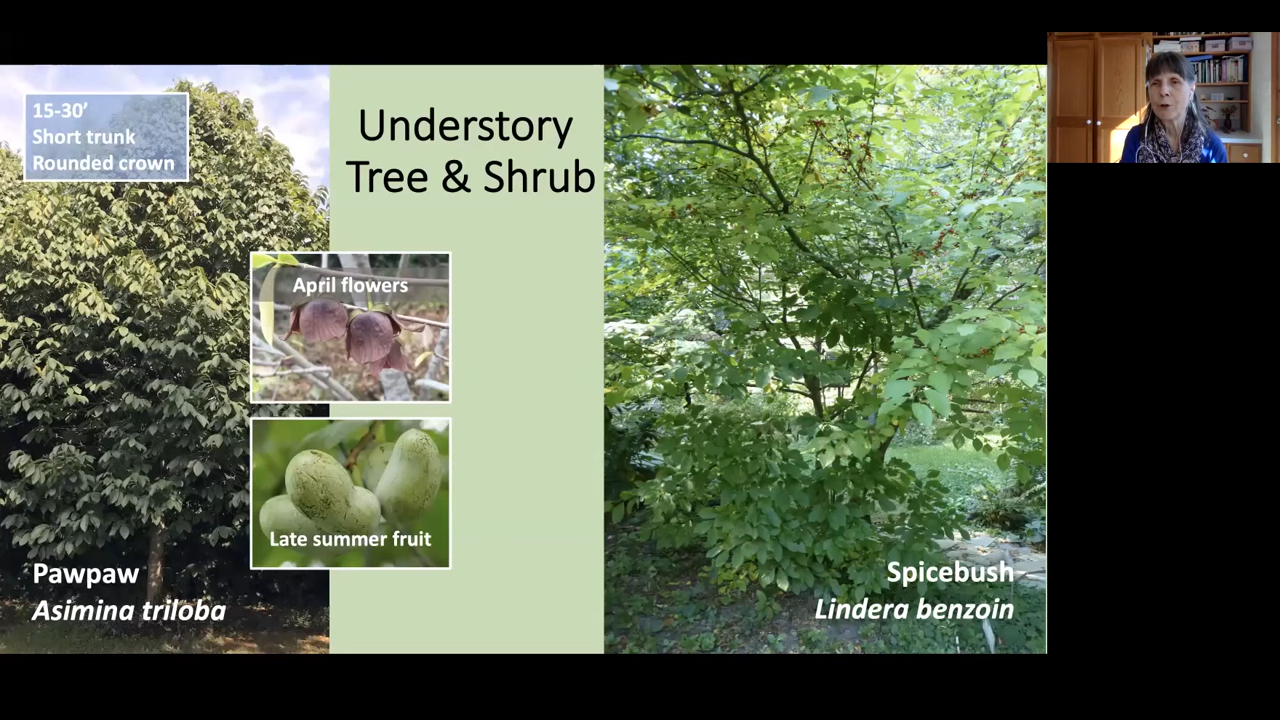 15-30’
Short trunk
Rounded crown
Understory
Tree & Shrub
April flowers
Late summer fruit
Pawpaw
Asimina triloba
Spicebush
Lindera benzoin